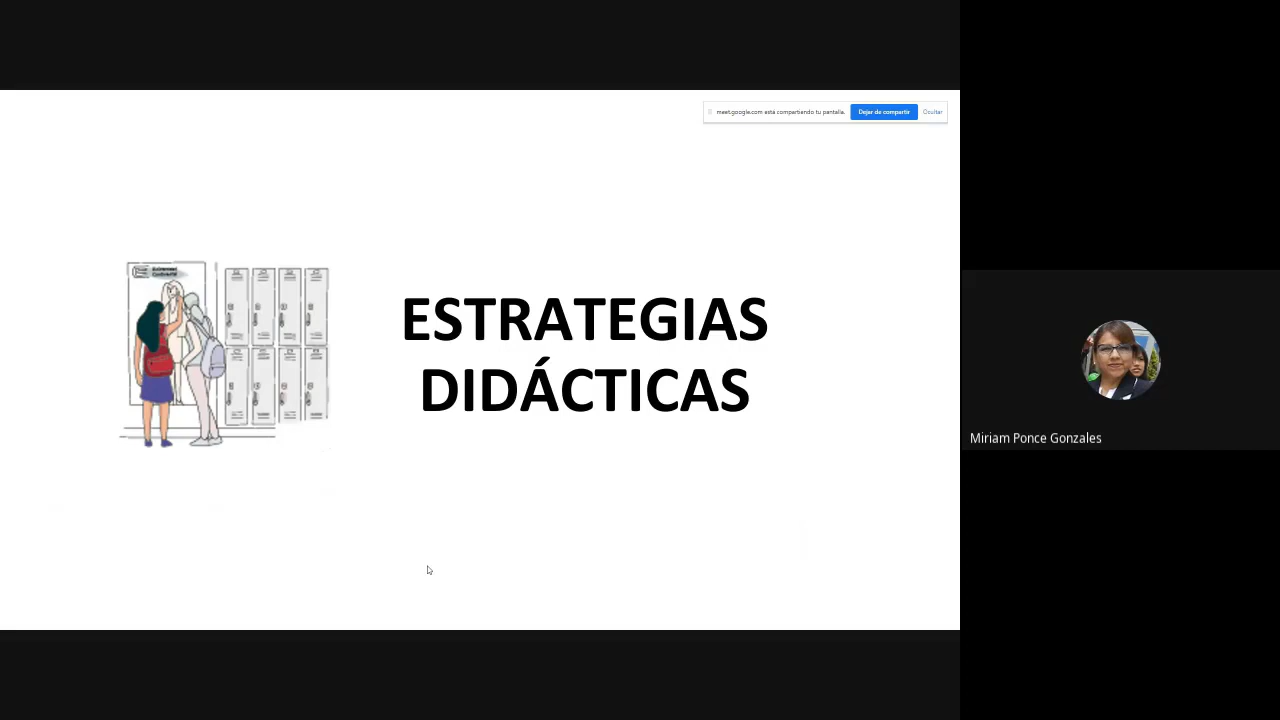 meet.google.com está compartiendo tu pantalla.
Dejar de compartir
Ocultar
ESTRATEGIAS
DIDÁCTICAS
Miriam Ponce Gonzales